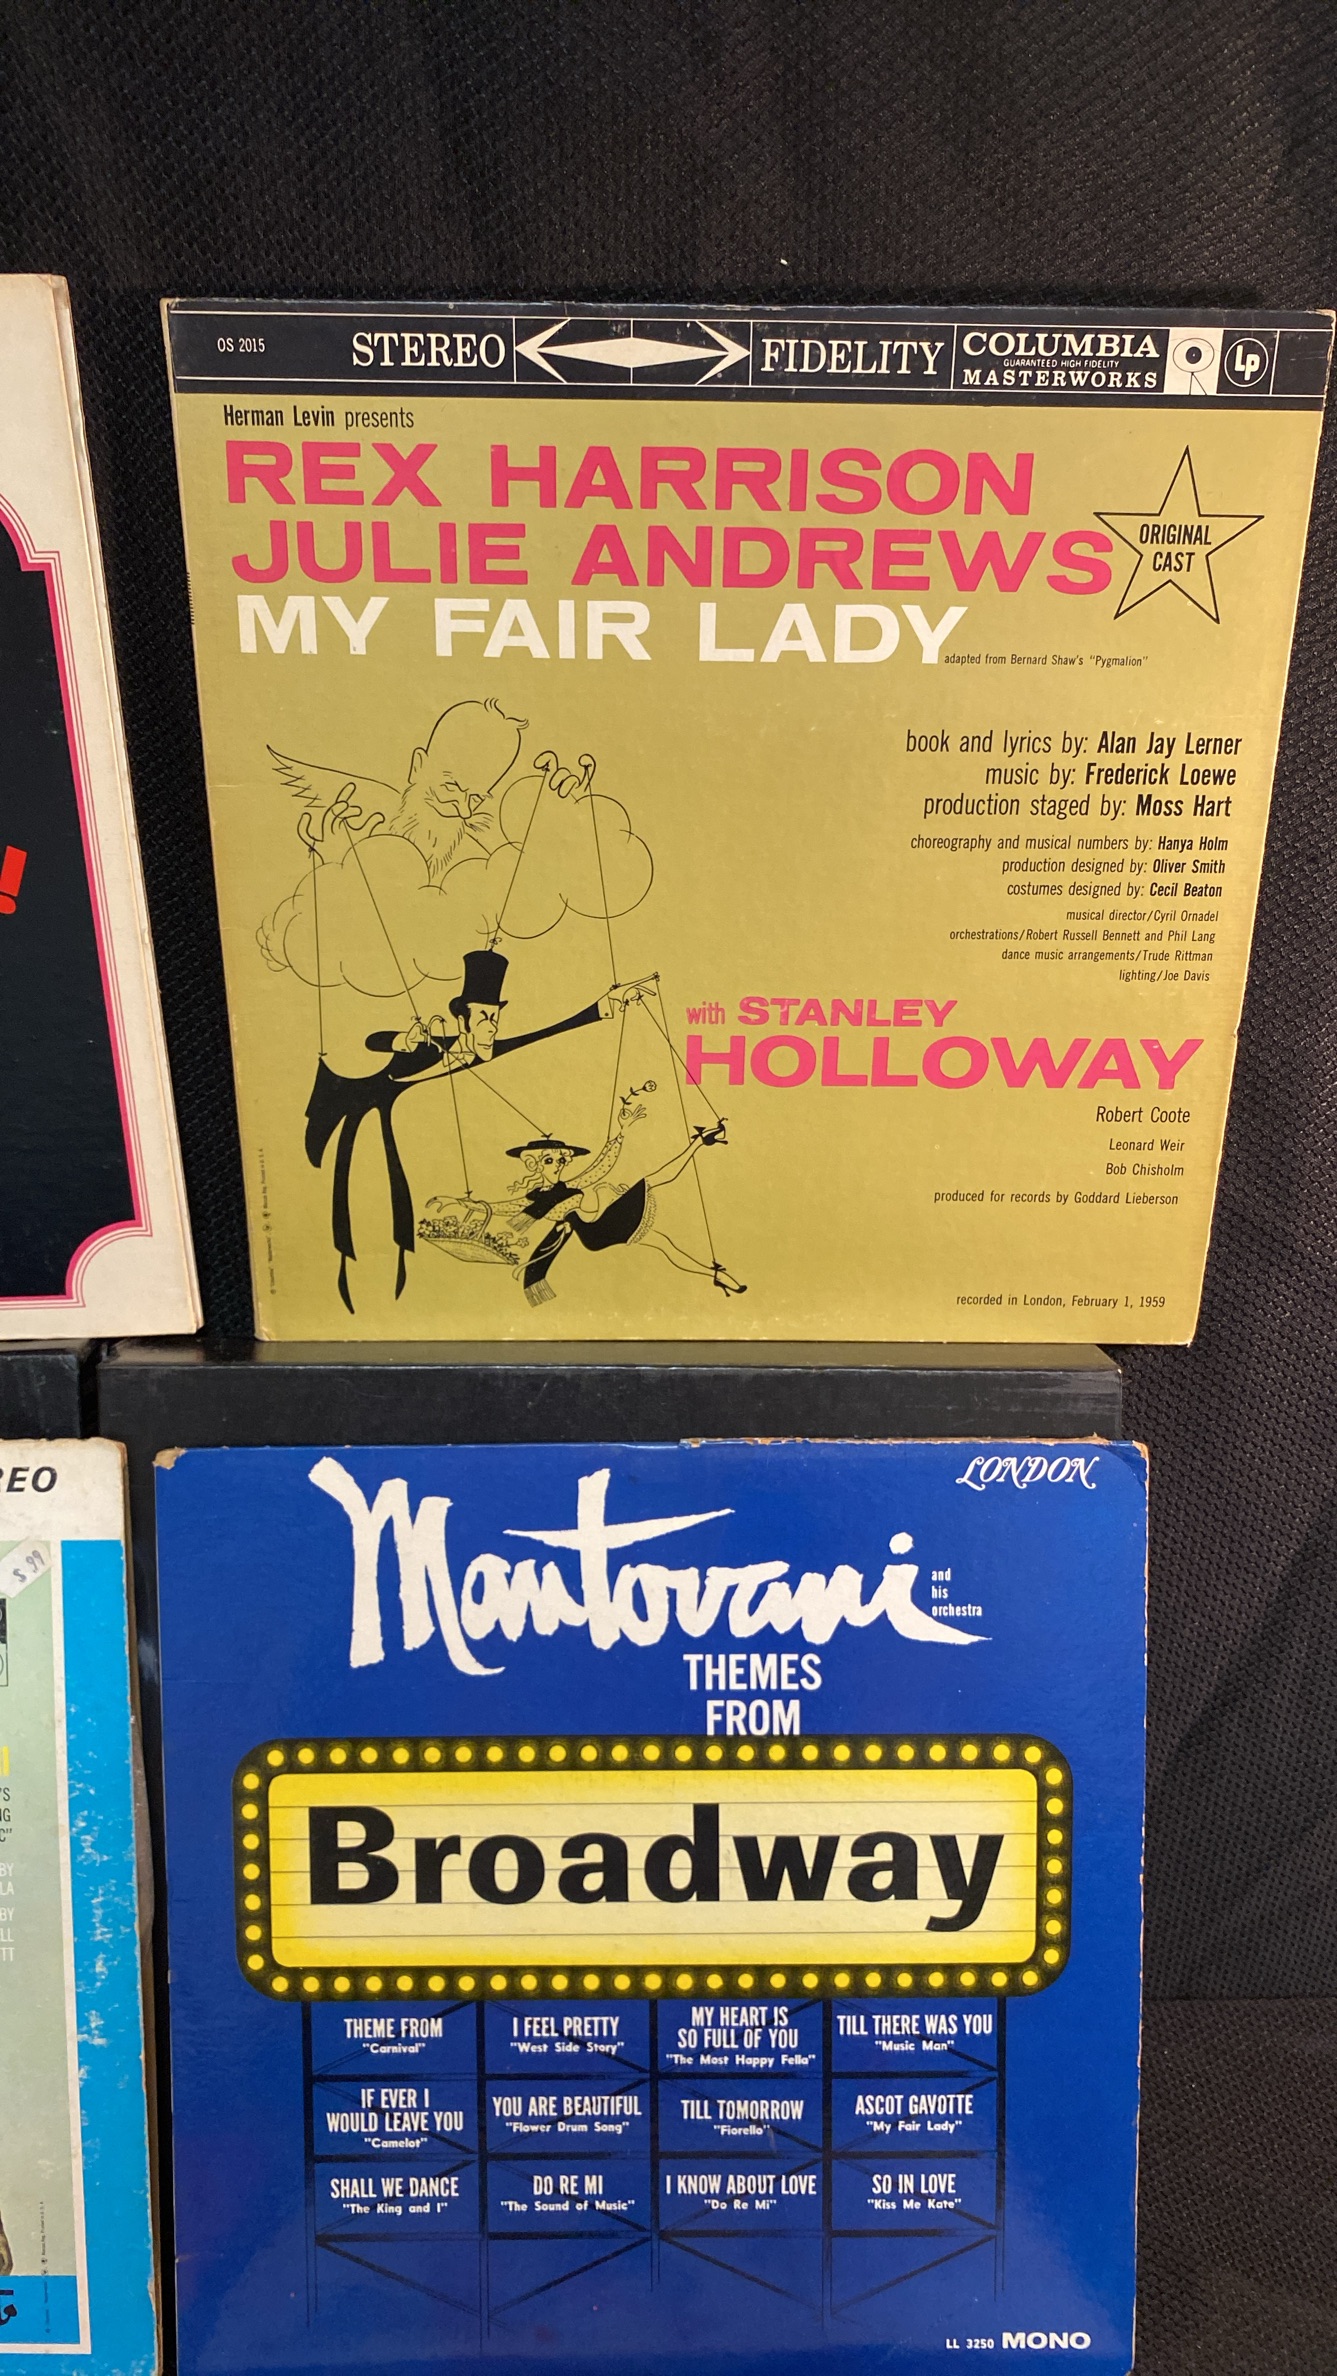 OS 2015
STEREO FIDELITY
COLUMBIA
GUARANTEED HIGH FIDELITY
MASTERWORKS
Lp
Herman Levin presents
REX HARRISON
JULIE ANDREWS
ORIGINAL
CAST
MY FAIR LADY
adapted from Bernard Shaw's "Pygmalion"
book and lyrics by: Alan Jay Lerner
music by: Frederick Loewe
production staged by: Moss Hart
choreography and musical numbers by: Hanya Holm
production designed by: Oliver Smith
costumes designed by: Cecil Beaton
musical director/Cyril Ornadel
orchestrations/Robert Russell Bennett and Phil Lang
dance music arrangements/Trude Rittman
lighting/Joe Davis
with STANLEY
HOLLOWAY
Robert Coote
Leonard Weir
Bob Chisholm
produced for records by Goddard Lieberson
recorded in London, February 1, 1959
!
REO
5.99
LONDON
Mantovani
and
his
orchestra
THEMES
FROM
Broadway
THEME FROM
"Carnival"
I FEEL PRETTY
"West Side Story"
MY HEART IS
SO FULL OF YOU
"The Most Happy Fella"
TILL THERE WAS YOU
"Music Man"
IF EVER I
WOULD LEAVE YOU
"Camelot"
YOU ARE BEAUTIFUL
"Flower Drum Song"
TILL TOMORROW
"Fiorello"
ASCOT GAVOTTE
"My Fair Lady"
SHALL WE DANCE
"The King and I"
DO RE MI
"The Sound of Music"
I KNOW ABOUT LOVE
"Do Re Mi"
SO IN LOVE
"Kiss Me Kate"
LL 3250 MONO